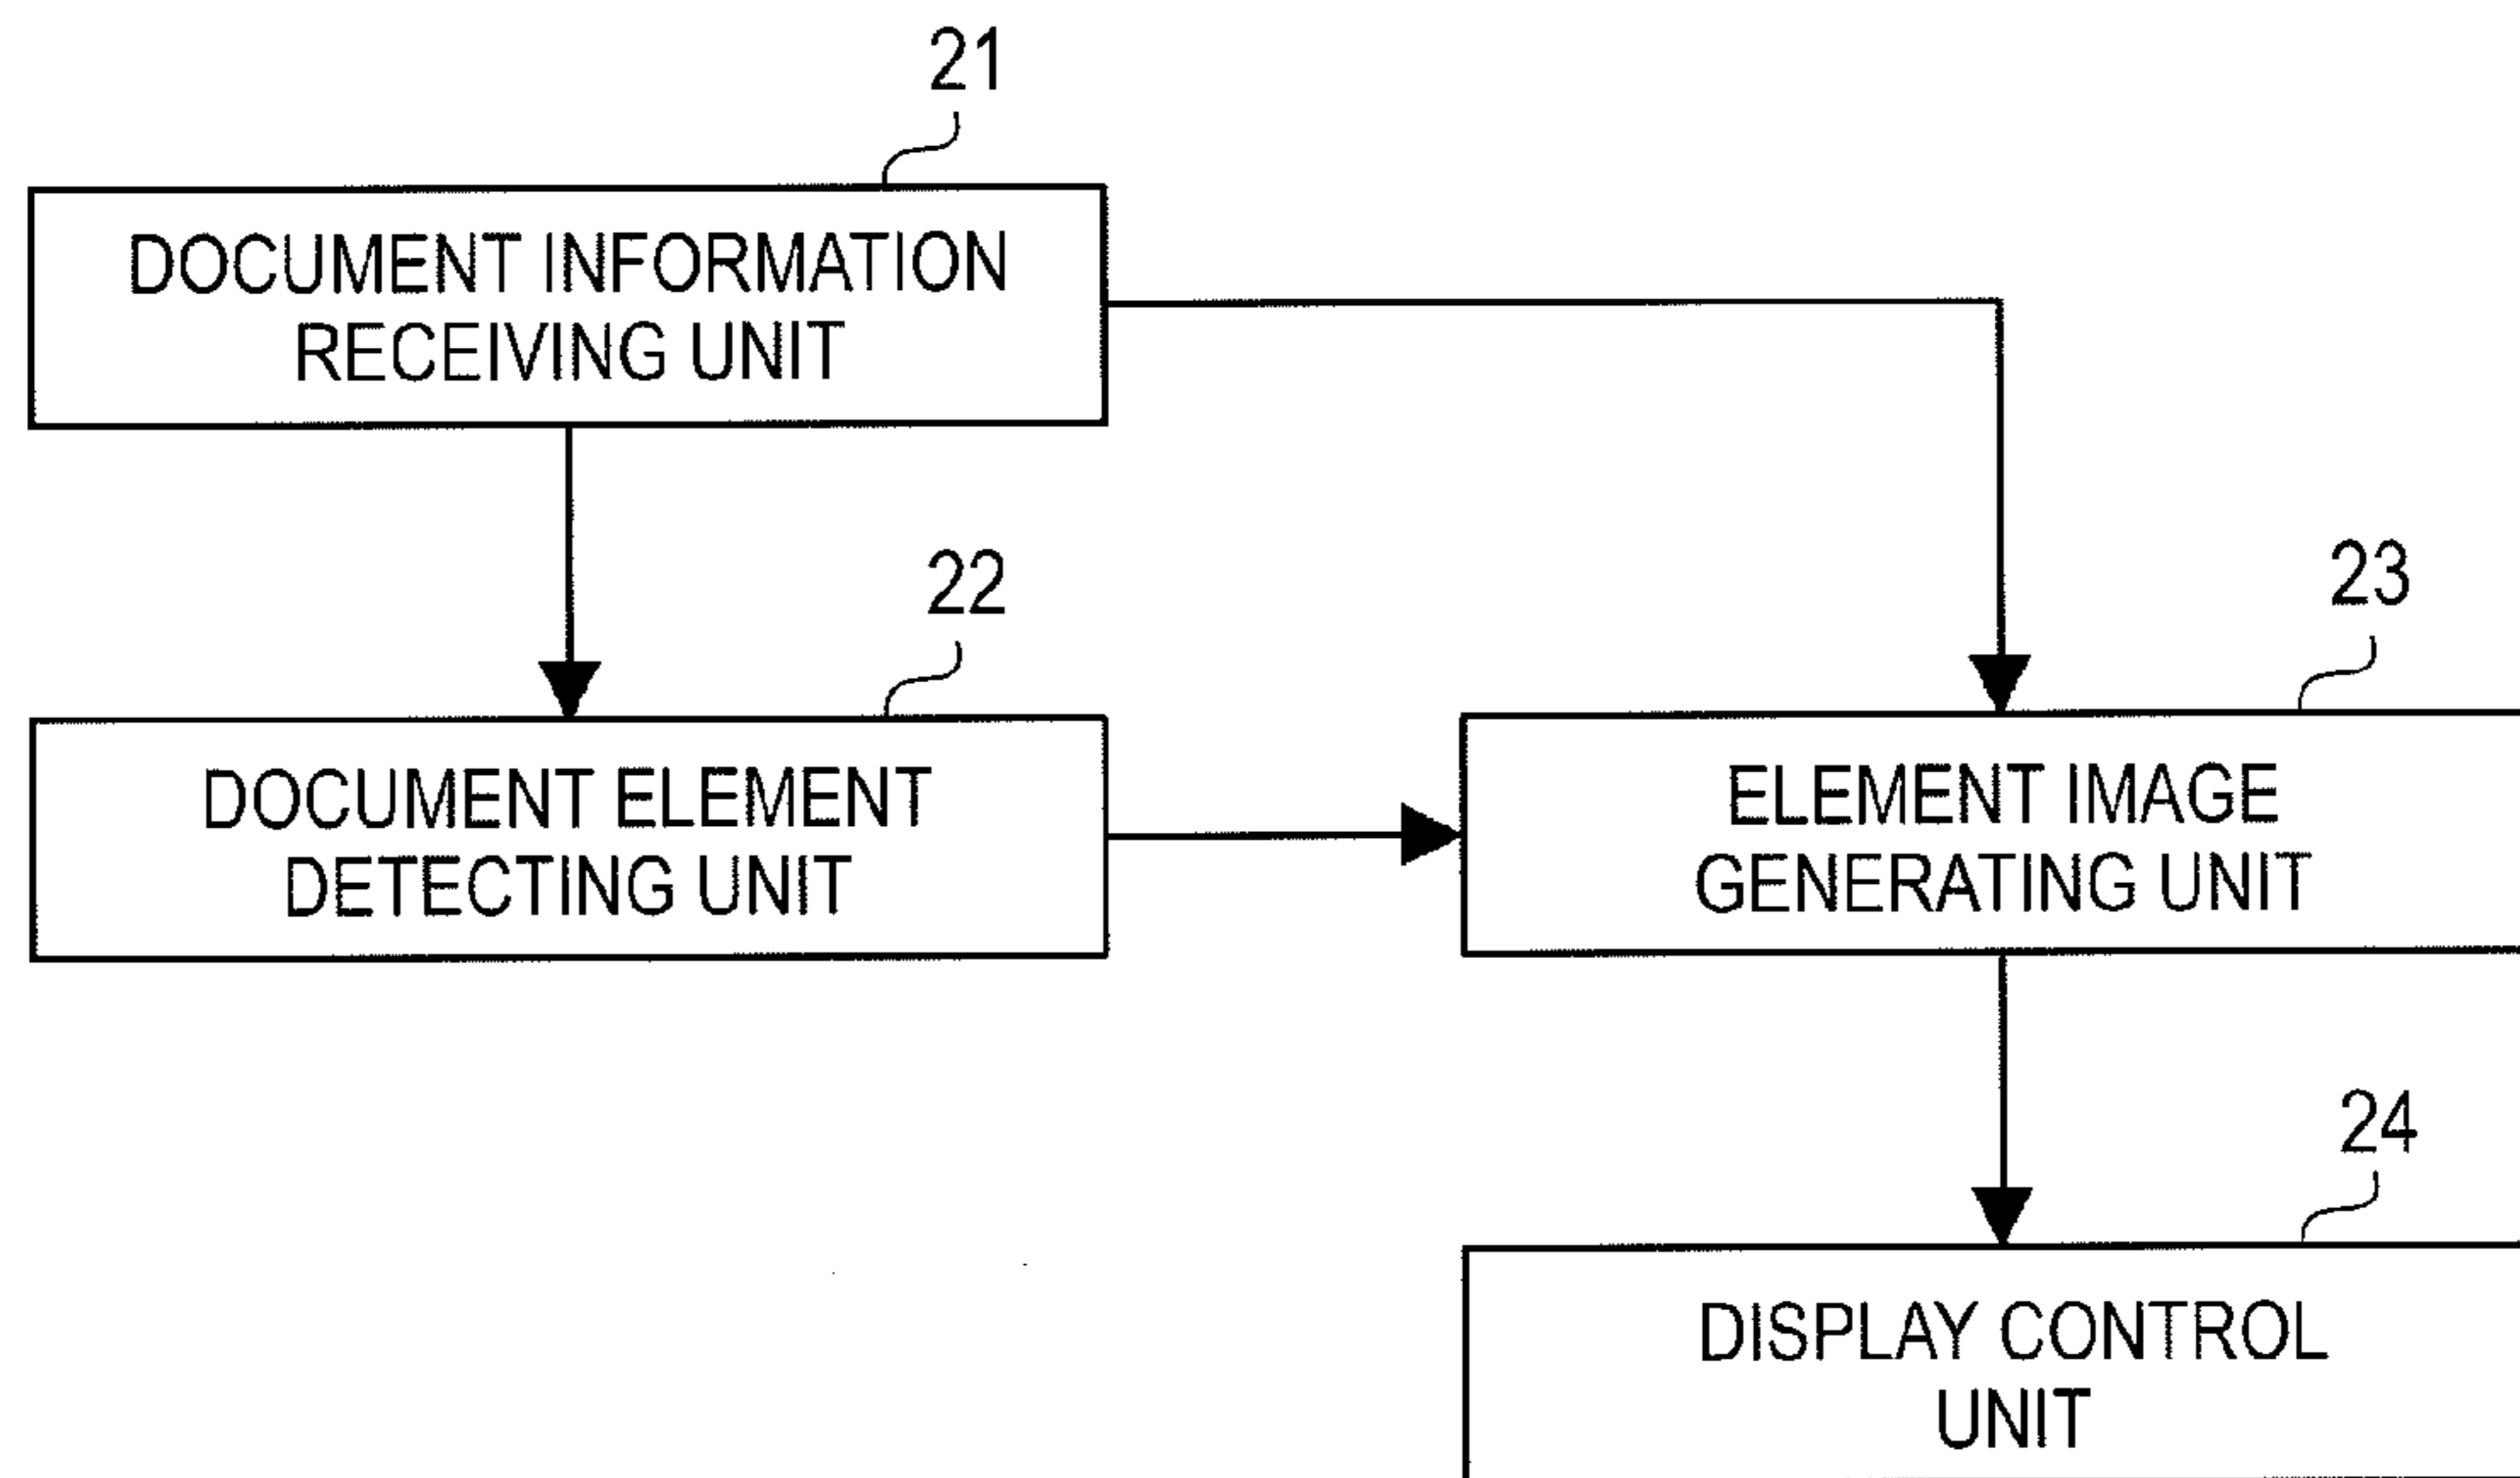 21
DOCUMENT INFORMATION
RECEIVING UNIT
22
DOCUMENT ELEMENT
DETECTING UNIT
23
ELEMENT IMAGE
GENERATING UNIT
24
DISPLAY CONTROL
UNIT